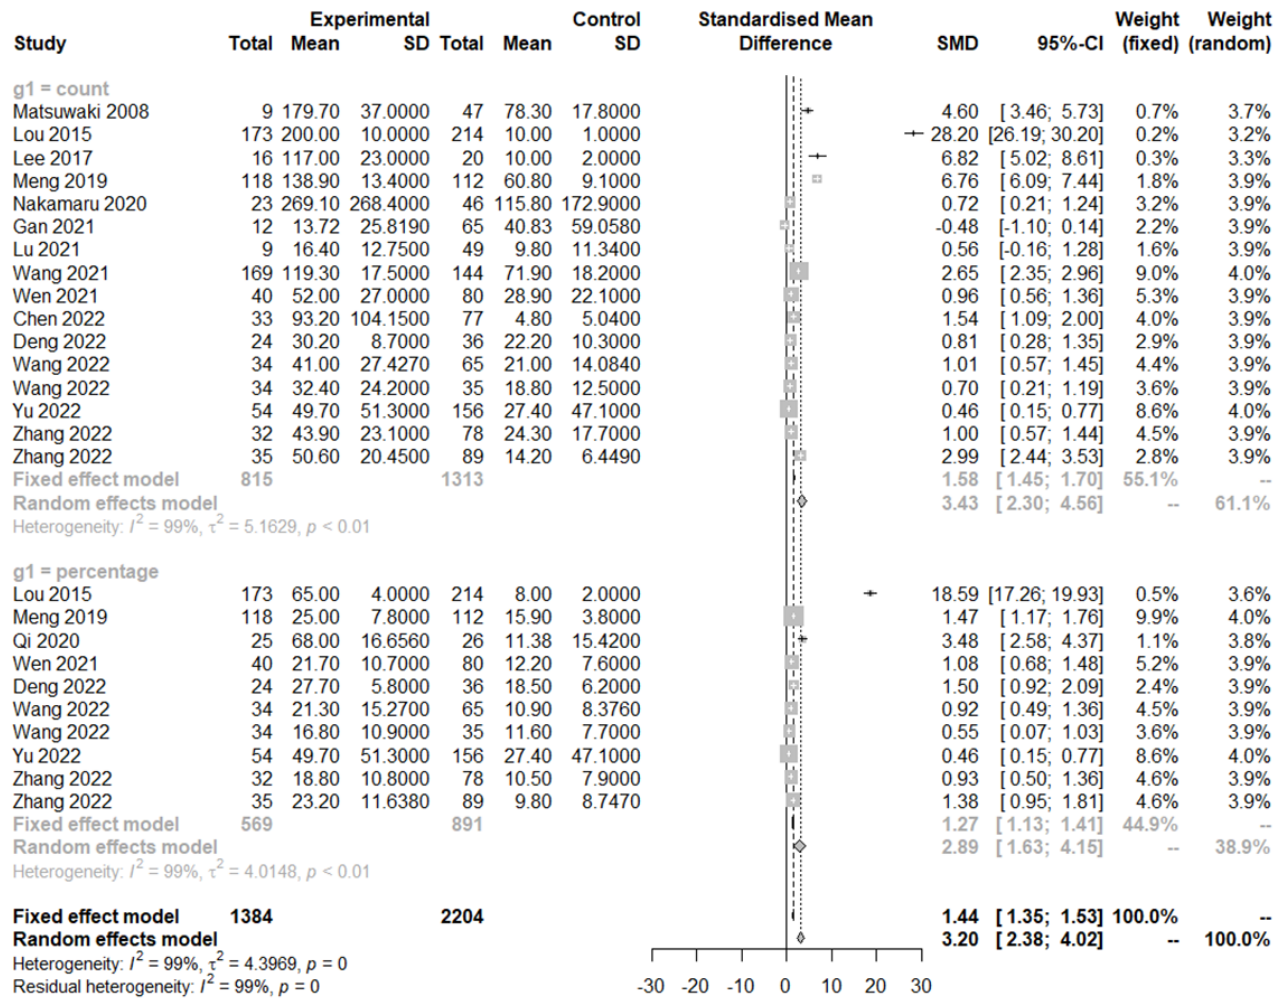 Experimental Control Standardised Mean Weight Weight
Study Total Mean SD Total Mean SD Difference SMD 95%-CI (fixed) (random)
g1 = count
Matsuwaki 2008 9 179.70 37.0000 47 78.30 17.8000 4.60 [ 3.46; 5.73] 0.7% 3.7%
Lou 2015 173 200.00 10.0000 214 10.00 1.0000 28.20 [26.19; 30.20] 0.2% 3.2%
Lee 2017 16 117.00 23.0000 20 10.00 2.0000 6.82 [ 5.02; 8.61] 0.3% 3.3%
Meng 2019 118 138.90 13.4000 112 60.80 9.1000 6.76 [ 6.09; 7.44] 1.8% 3.9%
Nakamaru 2020 23 269.10 268.4000 46 115.80 172.9000 0.72 [ 0.21; 1.24] 3.2% 3.9%
Gan 2021 12 13.72 25.8190 65 40.83 59.0580 -0.48 [-1.10; 0.14] 2.2% 3.9%
Lu 2021 9 16.40 12.7500 49 9.80 11.3400 0.56 [-0.16; 1.28] 1.6% 3.9%
Wang 2021 169 119.30 17.5000 144 71.90 18.2000 2.65 [ 2.35; 2.96] 9.0% 4.0%
Wen 2021 40 52.00 27.0000 80 28.90 22.1000 0.96 [ 0.56; 1.36] 5.3% 3.9%
Chen 2022 33 93.20 104.1500 77 4.80 5.0400 1.54 [ 1.09; 2.00] 4.0% 3.9%
Deng 2022 24 30.20 8.7000 36 22.20 10.3000 0.81 [ 0.28; 1.35] 2.9% 3.9%
Wang 2022 34 41.00 27.4270 65 21.00 14.0840 1.01 [ 0.57; 1.45] 4.4% 3.9%
Wang 2022 34 32.40 24.2000 35 18.80 12.5000 0.70 [ 0.21; 1.19] 3.6% 3.9%
Yu 2022 54 49.70 51.3000 156 27.40 47.1000 0.46 [ 0.15; 0.77] 8.6% 4.0%
Zhang 2022 32 43.90 23.1000 78 24.30 17.7000 1.00 [ 0.57; 1.44] 4.5% 3.9%
Zhang 2022 35 50.60 20.4500 89 14.20 6.4490 2.99 [ 2.44; 3.53] 2.8% 3.9%
Fixed effect model 815 1313 1.58 [ 1.45; 1.70] 55.1% --
Random effects model 3.43 [ 2.30; 4.56] -- 61.1%
Heterogeneity: I² = 99%, τ² = 5.1629, p < 0.01
g1 = percentage
Lou 2015 173 65.00 4.0000 214 8.00 2.0000 18.59 [17.26; 19.93] 0.5% 3.6%
Meng 2019 118 25.00 7.8000 112 15.90 3.8000 1.47 [ 1.17; 1.76] 9.9% 4.0%
Qi 2020 25 68.00 16.6560 26 11.38 15.4200 3.48 [ 2.58; 4.37] 1.1% 3.8%
Wen 2021 40 21.70 10.7000 80 12.20 7.6000 1.08 [ 0.68; 1.48] 5.2% 3.9%
Deng 2022 24 27.70 5.8000 36 18.50 6.2000 1.50 [ 0.92; 2.09] 2.4% 3.9%
Wang 2022 34 21.30 15.2700 65 10.90 8.3760 0.92 [ 0.49; 1.36] 4.5% 3.9%
Wang 2022 34 16.80 10.9000 35 11.60 7.7000 0.55 [ 0.07; 1.03] 3.6% 3.9%
Yu 2022 54 49.70 51.3000 156 27.40 47.1000 0.46 [ 0.15; 0.77] 8.6% 4.0%
Zhang 2022 32 18.80 10.8000 78 10.50 7.9000 0.93 [ 0.50; 1.36] 4.6% 3.9%
Zhang 2022 35 23.20 11.6380 89 9.80 8.7470 1.38 [ 0.95; 1.81] 4.6% 3.9%
Fixed effect model 569 891 1.27 [ 1.13; 1.41] 44.9% --
Random effects model 2.89 [ 1.63; 4.15] -- 38.9%
Heterogeneity: I² = 99%, τ² = 4.0148, p < 0.01
Fixed effect model 1384 2204 1.44 [ 1.35; 1.53] 100.0% --
Random effects model 3.20 [ 2.38; 4.02] -- 100.0%
Heterogeneity: I² = 99%, τ² = 4.3969, p = 0
Residual heterogeneity: I² = 99%, p = 0
-30 -20 -10 0 10 20 30